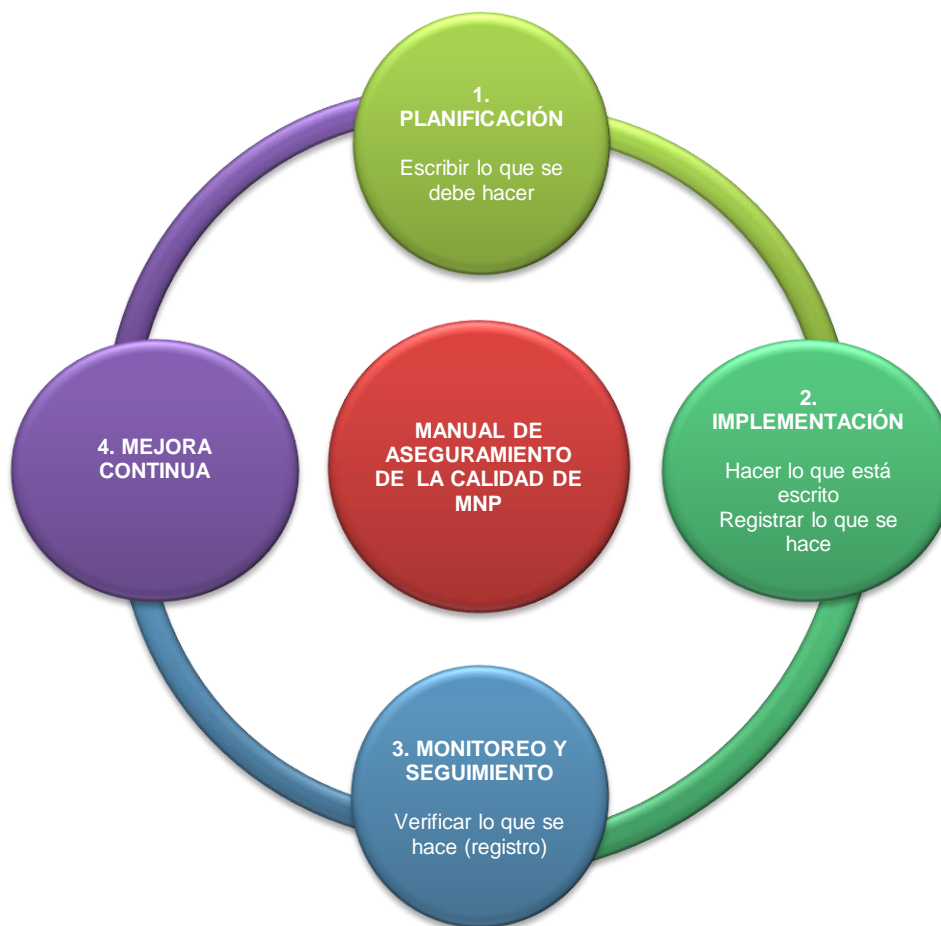 1.
PLANIFICACIÓN
Escribir lo que se
debe hacer
2.
IMPLEMENTACIÓN
Hacer lo que está
escrito
Registrar lo que se
hace
MANUAL DE
ASEGURAMIENTO
DE LA CALIDAD DE
MNP
4. MEJORA
CONTINUA
3. MONITOREO Y
SEGUIMIENTO
Verificar lo que se
hace (registro)